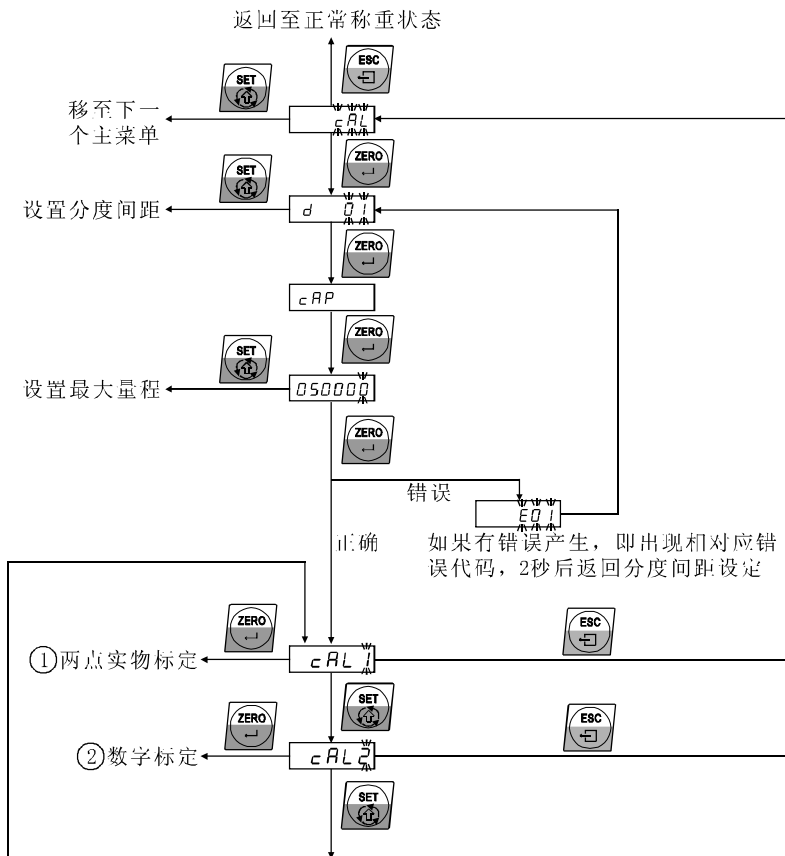 返回至正常称重状态
ESC
SET
移至下一
个主菜单
cAL
ZERO
SET
设置分度间距
d 01
ZERO
cAP
ZERO
SET
设置最大量程
050000
ZERO
错误
E01
正确
如果有错误产生，即出现相对应错
误代码，2秒后返回分度间距设定
ZERO
ESC
①两点实物标定
cAL1
SET
ZERO
ESC
②数字标定
cAL2
SET